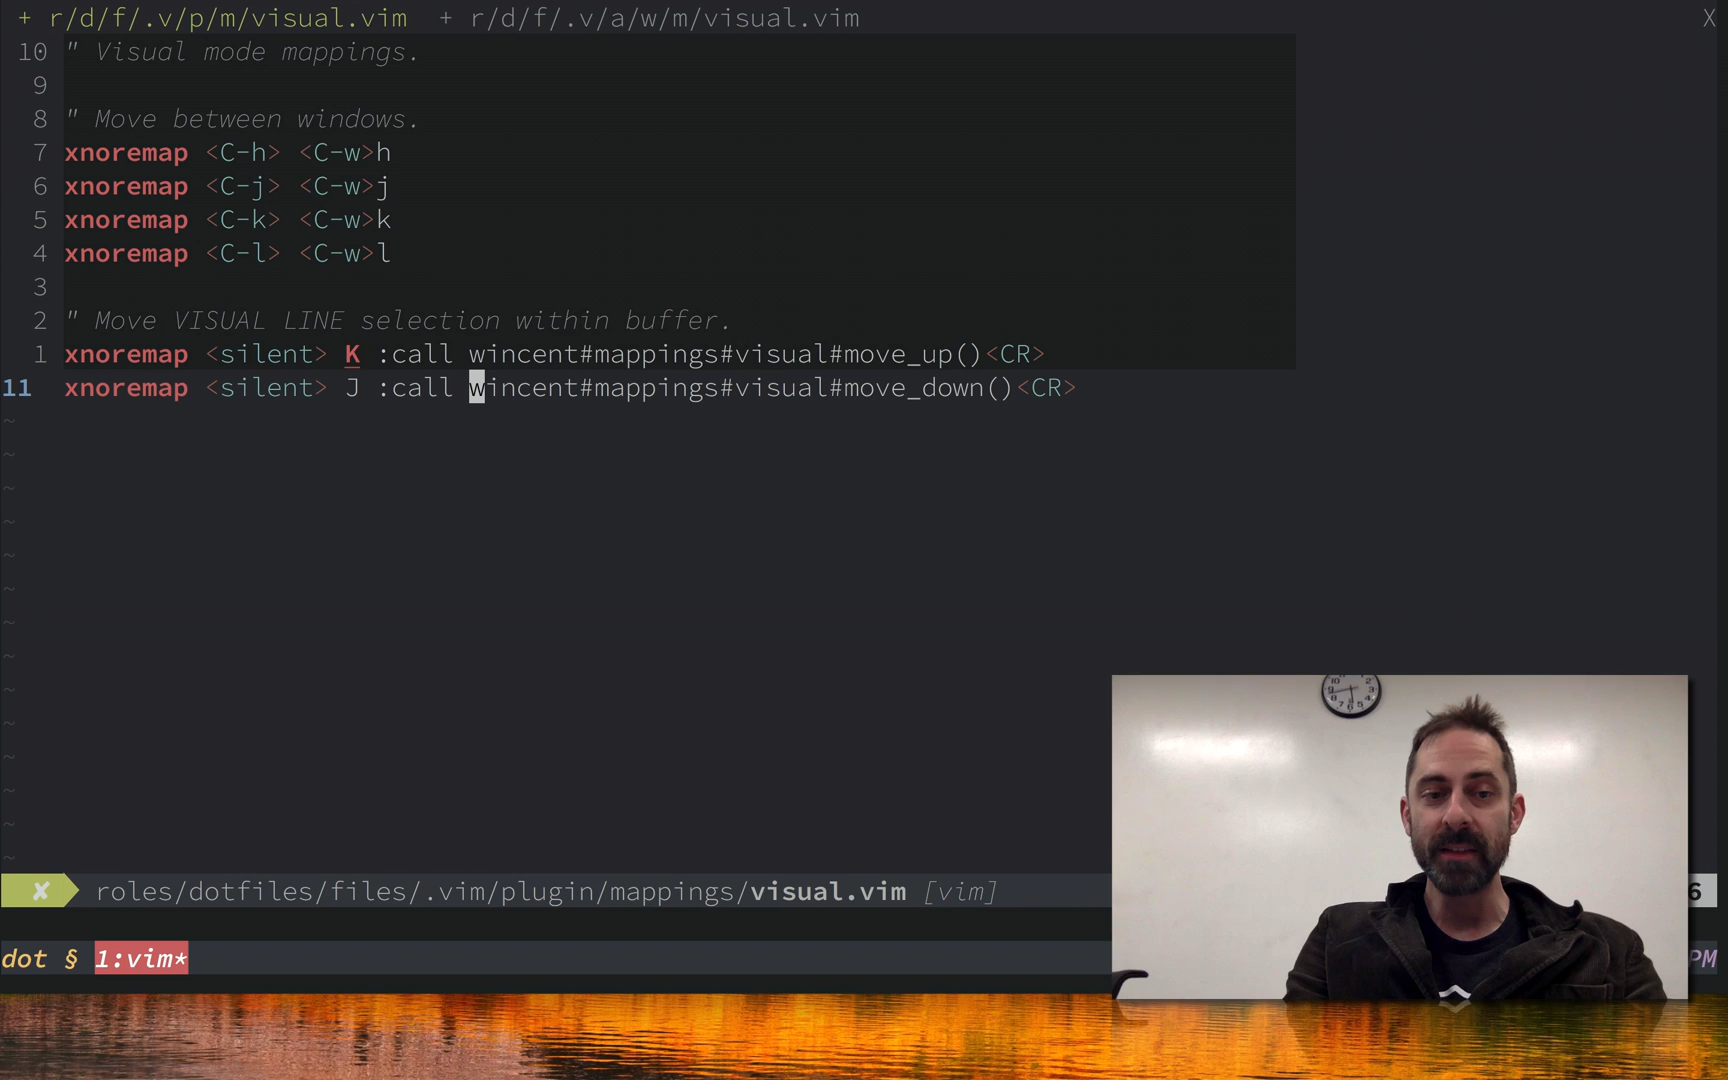 + r/d/f/.v/p/m/visual.vim + r/d/f/.v/a/w/m/visual.vim X
10 " Visual mode mappings.
9
8 " Move between windows.
7 xnoremap <C-h> <C-w>h
6 xnoremap <C-j> <C-w>j
5 xnoremap <C-k> <C-w>k
4 xnoremap <C-l> <C-w>l
3
2 " Move VISUAL LINE selection within buffer.
1 xnoremap <silent> K :call wincent#mappings#visual#move_up()<CR>
11 xnoremap <silent> J :call wincent#mappings#visual#move_down()<CR>
~
~
~
~
~
~
~
~
~
~
~
~
~
~
✘ roles/dotfiles/files/.vim/plugin/mappings/visual.vim [vim] 6
dot § 1:vim* PM